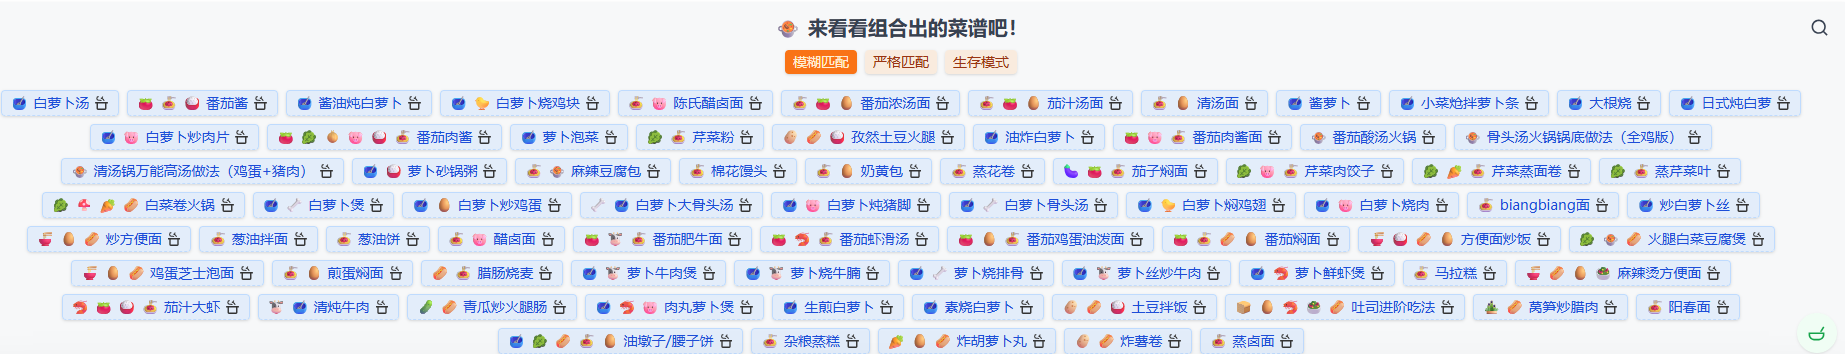 来看看组合出的菜谱吧！
模糊匹配 严格匹配 生存模式
白萝卜汤 番茄酱 酱油炖白萝卜 白萝卜烧鸡块 陈氏醋卤面 番茄浓汤面 茄汁汤面 清汤面 酱萝卜 小菜炝拌萝卜条 大根烧 日式炖白萝
白萝卜炒肉片 番茄肉酱 萝卜泡菜 芹菜粉 孜然土豆火腿 油炸白萝卜 番茄肉酱面 番茄酸汤火锅 骨头汤火锅锅底做法（全鸡版）
清汤锅万能高汤做法（鸡蛋+猪肉） 萝卜砂锅粥 麻辣豆腐包 棉花馒头 奶黄包 蒸花卷 茄子焖面 芹菜肉饺子 芹菜蒸面卷 蒸芹菜叶
白菜卷火锅 白萝卜煲 白萝卜炒鸡蛋 白萝卜大骨头汤 白萝卜炖猪脚 白萝卜骨头汤 白萝卜焖鸡翅 白萝卜烧肉 biangbiang面 炒白萝卜丝
炒方便面 葱油拌面 葱油饼 醋卤面 番茄肥牛面 番茄虾滑汤 番茄鸡蛋油泼面 番茄焖面 方便面炒饭 火腿白菜豆腐煲
鸡蛋芝士泡面 煎蛋焖面 腊肠烧麦 萝卜牛肉煲 萝卜烧牛腩 萝卜烧排骨 萝卜丝炒牛肉 萝卜鲜虾煲 马拉糕 麻辣烫方便面
茄汁大虾 清炖牛肉 青瓜炒火腿肠 肉丸萝卜煲 生煎白萝卜 素烧白萝卜 土豆拌饭 吐司进阶吃法 莴笋炒腊肉 阳春面
油墩子/腰子饼 杂粮蒸糕 炸胡萝卜丸 炸薯卷 蒸卤面